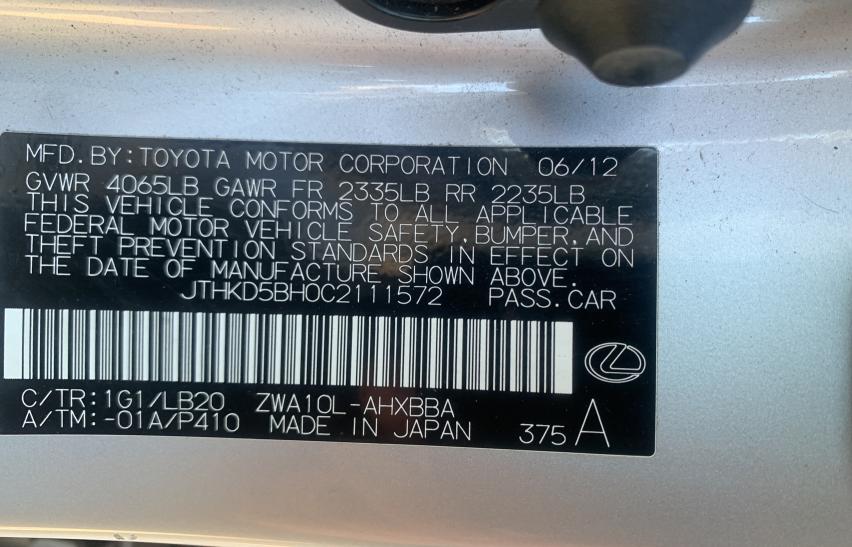 MFD.BY:TOYOTA MOTOR CORPORATION 06/12
GVWR 4065LB GAWR FR 2335LB RR 2235LB
THIS VEHICLE CONFORMS TO ALL APPLICABLE
FEDERAL MOTOR VEHICLE SAFETY,BUMPER,AND
THEFT PREVENTION STANDARDS IN EFFECT ON
THE DATE OF MANUFACTURE SHOWN ABOVE.
JTHKD5BH0C2111572 PASS.CAR
C/TR:1G1/LB20 ZWA10L-AHXBBA
A/TM:-01A/P410 MADE IN JAPAN 375 A